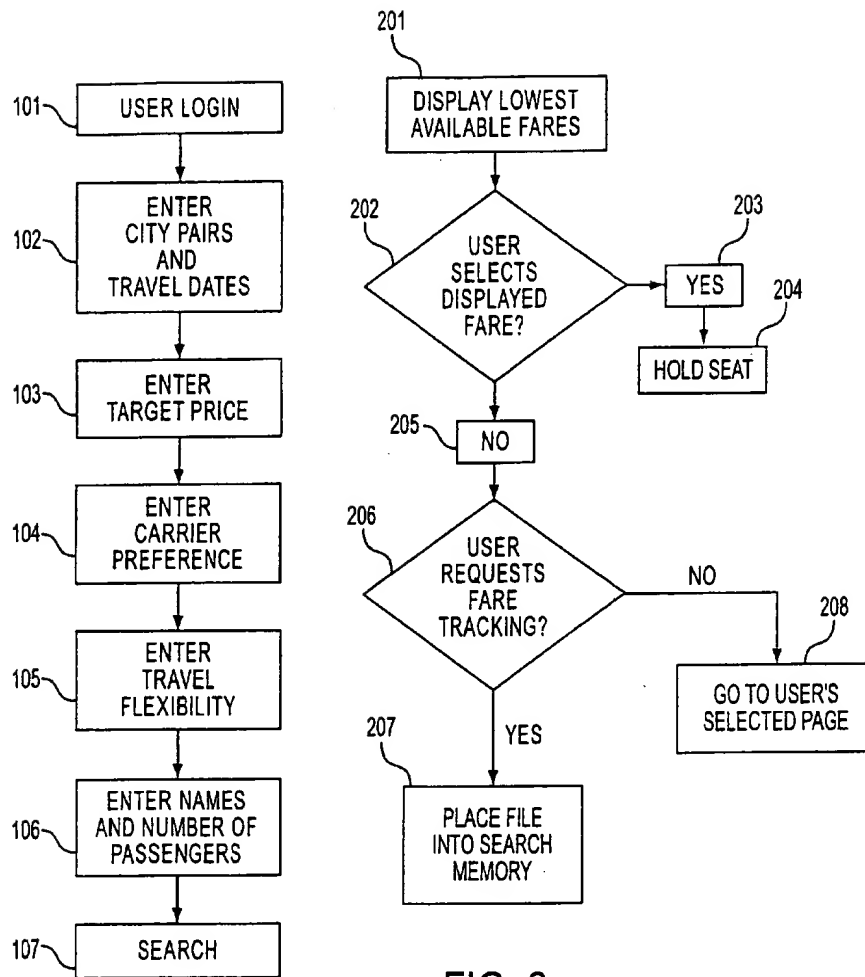 101
USER LOGIN
102
ENTER
CITY PAIRS
AND
TRAVEL DATES
103
ENTER
TARGET PRICE
104
ENTER
CARRIER
PREFERENCE
105
ENTER
TRAVEL
FLEXIBILITY
106
ENTER NAMES
AND NUMBER OF
PASSENGERS
107
SEARCH
201
DISPLAY LOWEST
AVAILABLE FARES
202
USER
SELECTS
DISPLAYED
FARE?
203
YES
204
HOLD SEAT
205
NO
206
USER
REQUESTS
FARE
TRACKING?
NO
208
GO TO USER'S
SELECTED PAGE
YES
207
PLACE FILE
INTO SEARCH
MEMORY
FIG.